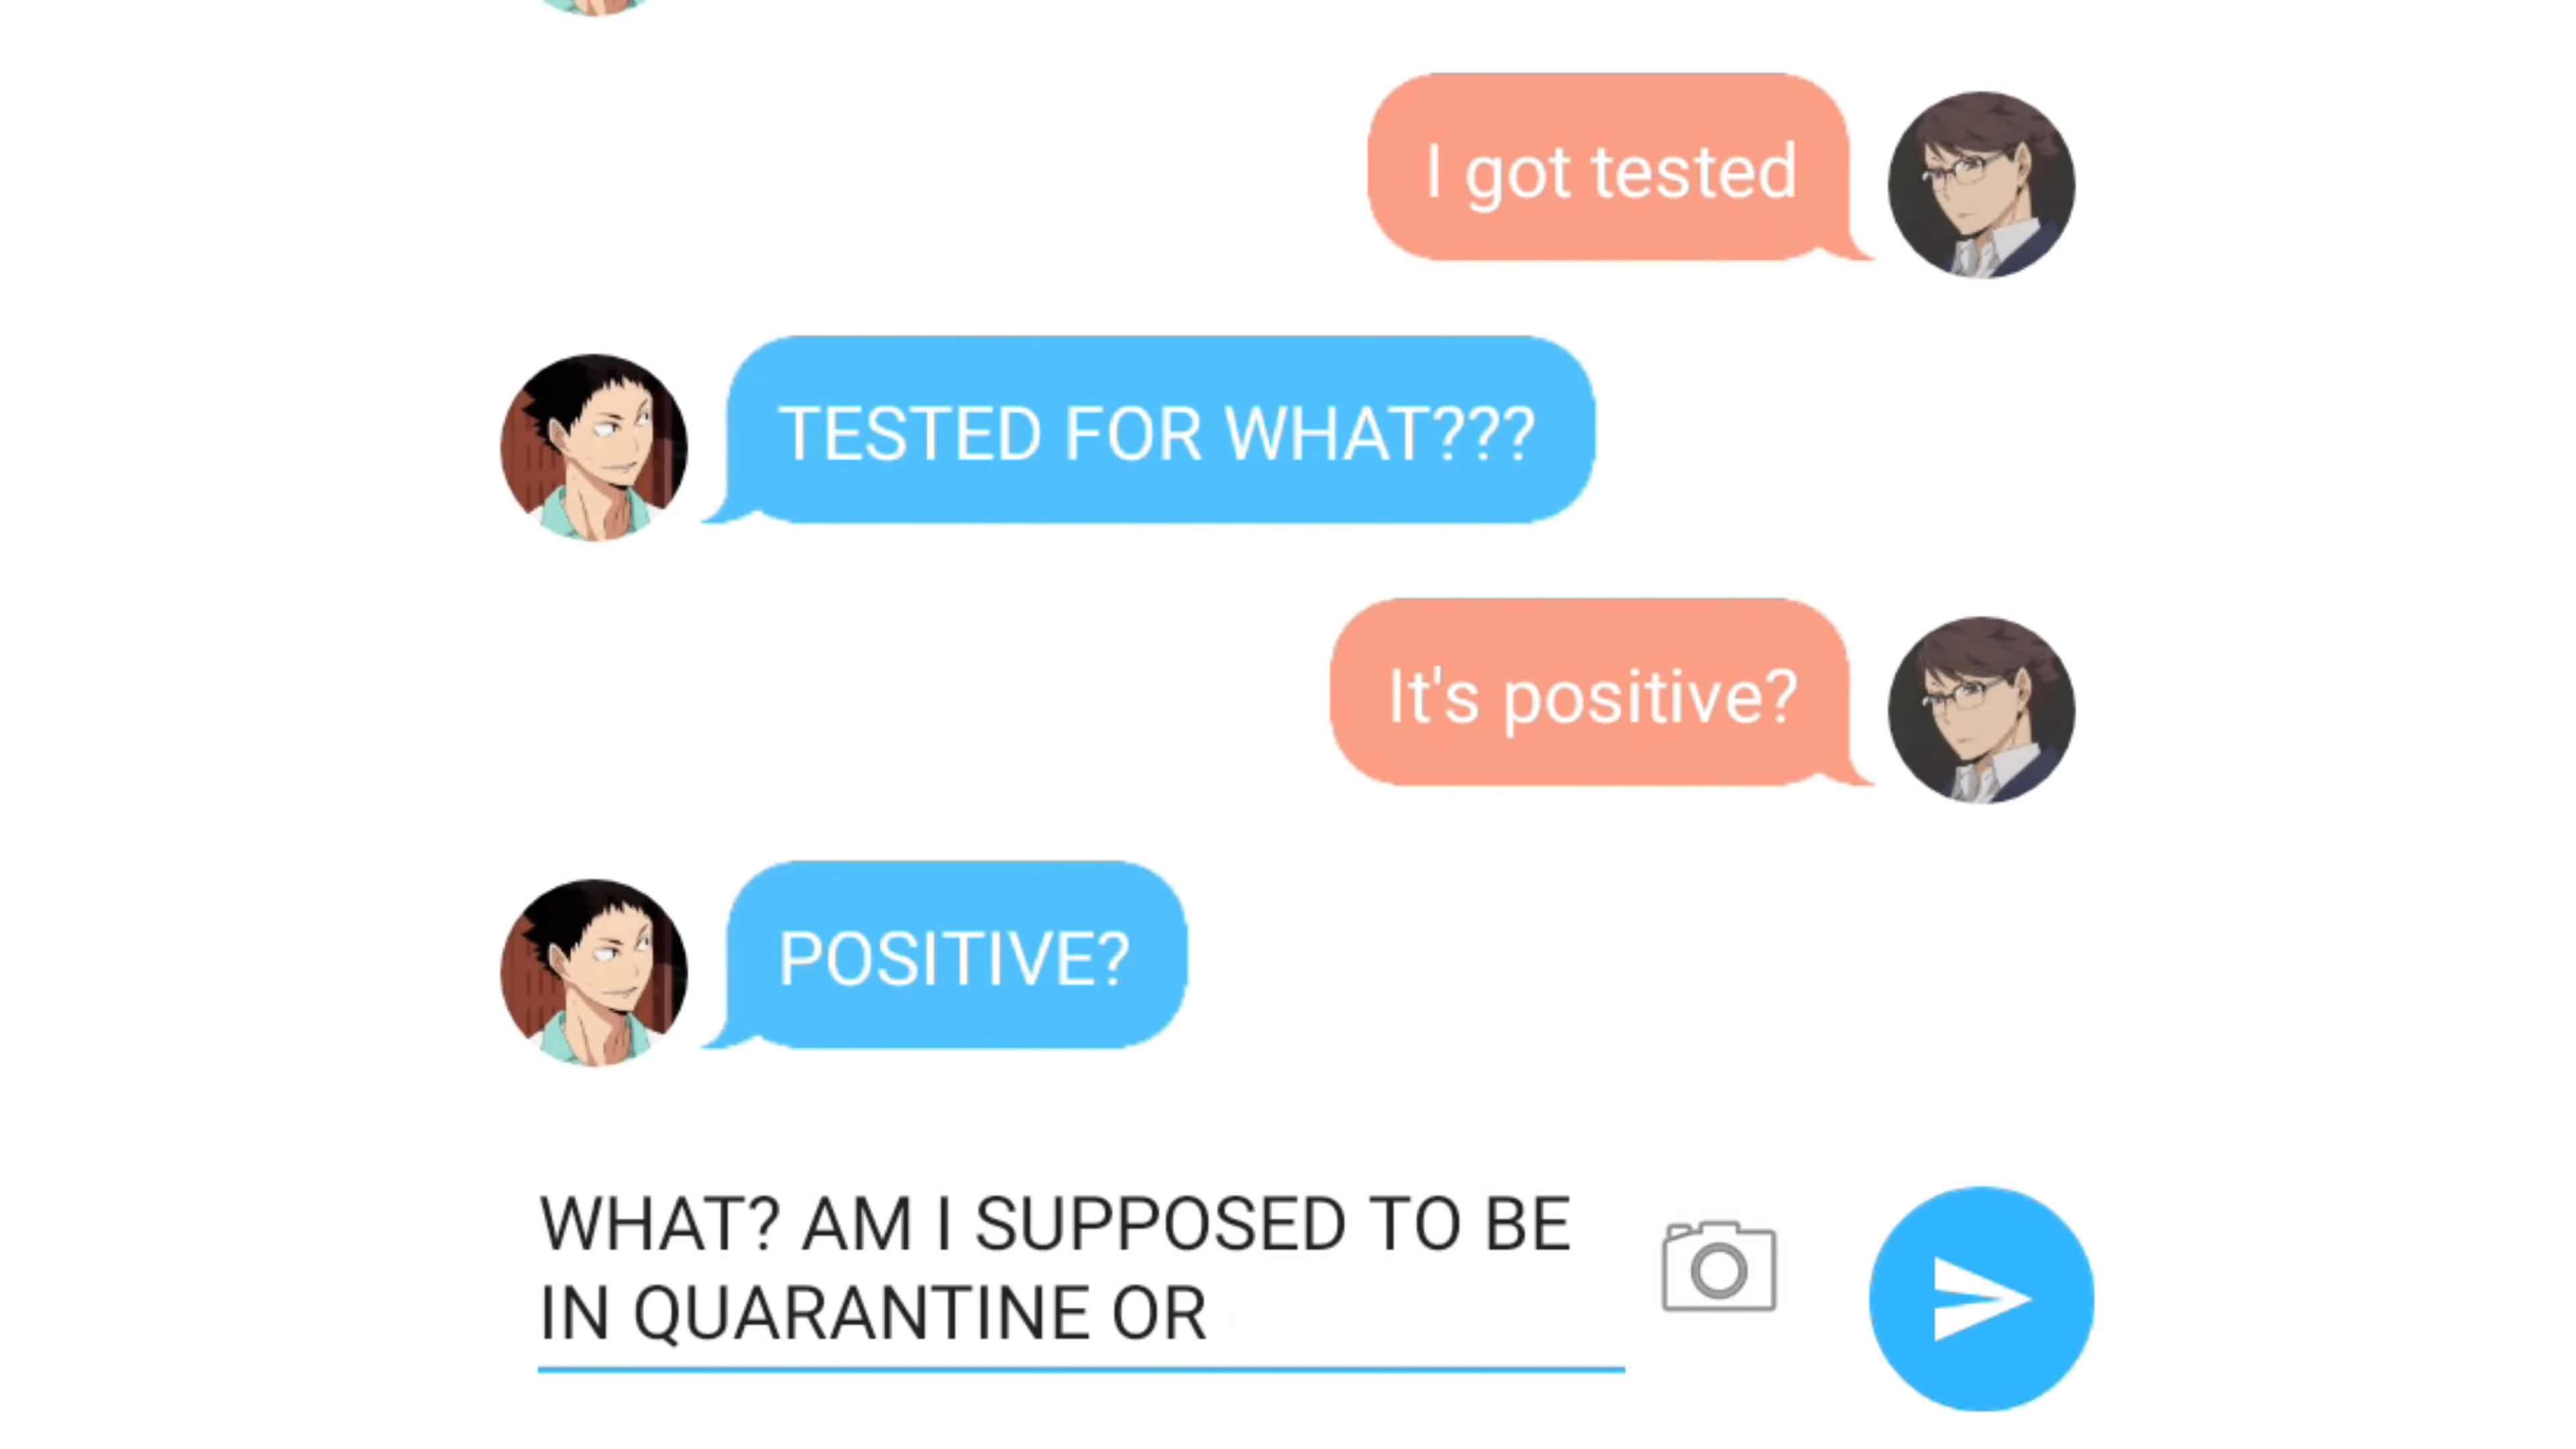 I got tested
TESTED FOR WHAT???
It's positive?
POSITIVE?
WHAT? AM I SUPPOSED TO BE
IN QUARANTINE OR